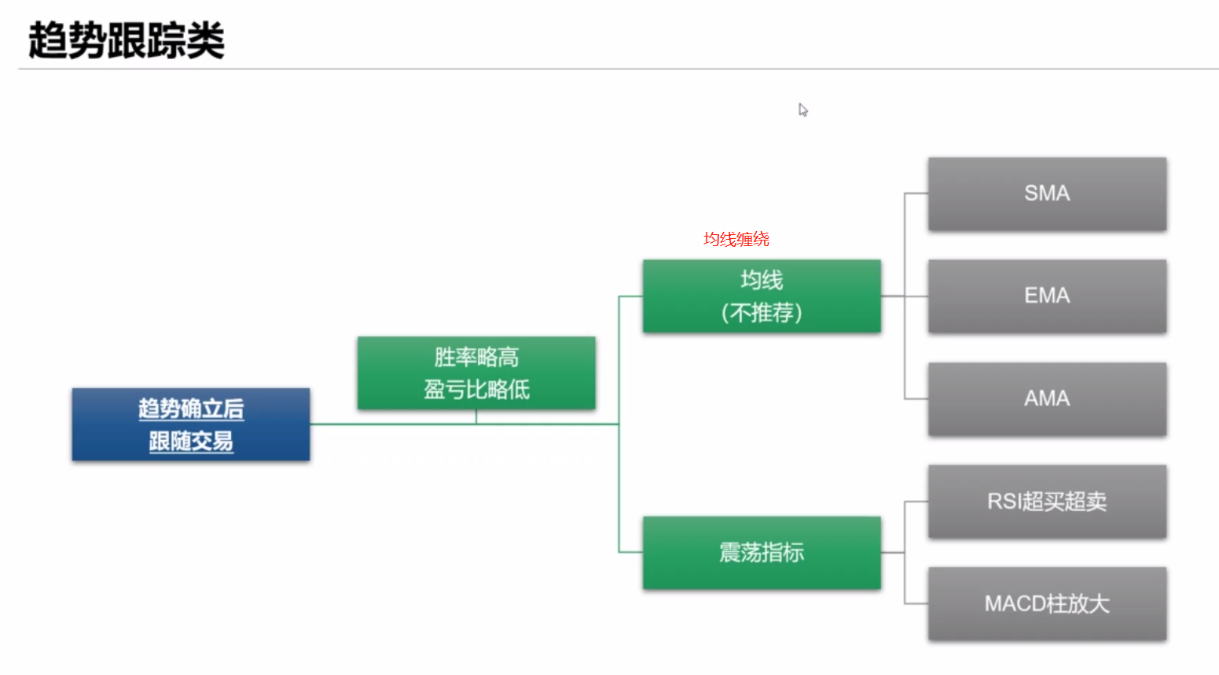 趋势跟踪类
趋势确立后
跟随交易
胜率略高
盈亏比略低
均线缠绕
均线
（不推荐）
SMA
EMA
AMA
震荡指标
RSI超买超卖
MACD柱放大